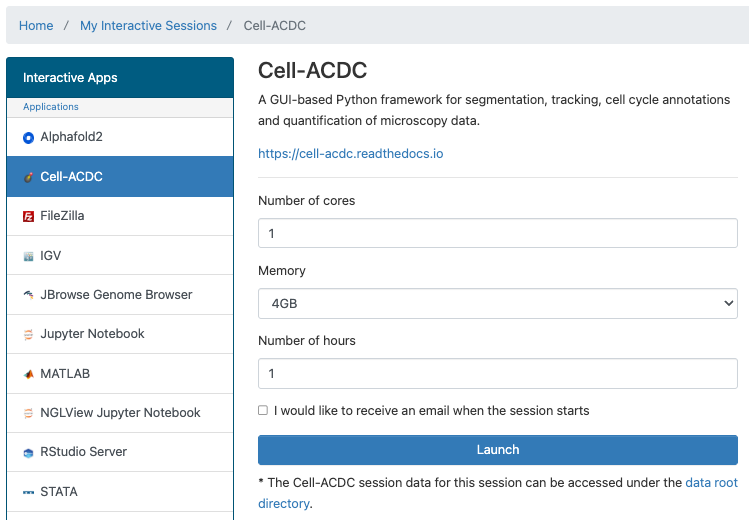 Home / My Interactive Sessions / Cell-ACDC
Interactive Apps
Applications
Alphafold2
Cell-ACDC
FileZilla
IGV
JBrowse Genome Browser
Jupyter Notebook
MATLAB
NGLView Jupyter Notebook
RStudio Server
STATA
Cell-ACDC
A GUI-based Python framework for segmentation, tracking, cell cycle annotations
and quantification of microscopy data.
https://cell-acdc.readthedocs.io
Number of cores
1
Memory
4GB
Number of hours
1
I would like to receive an email when the session starts
Launch
* The Cell-ACDC session data for this session can be accessed under the data root
directory.